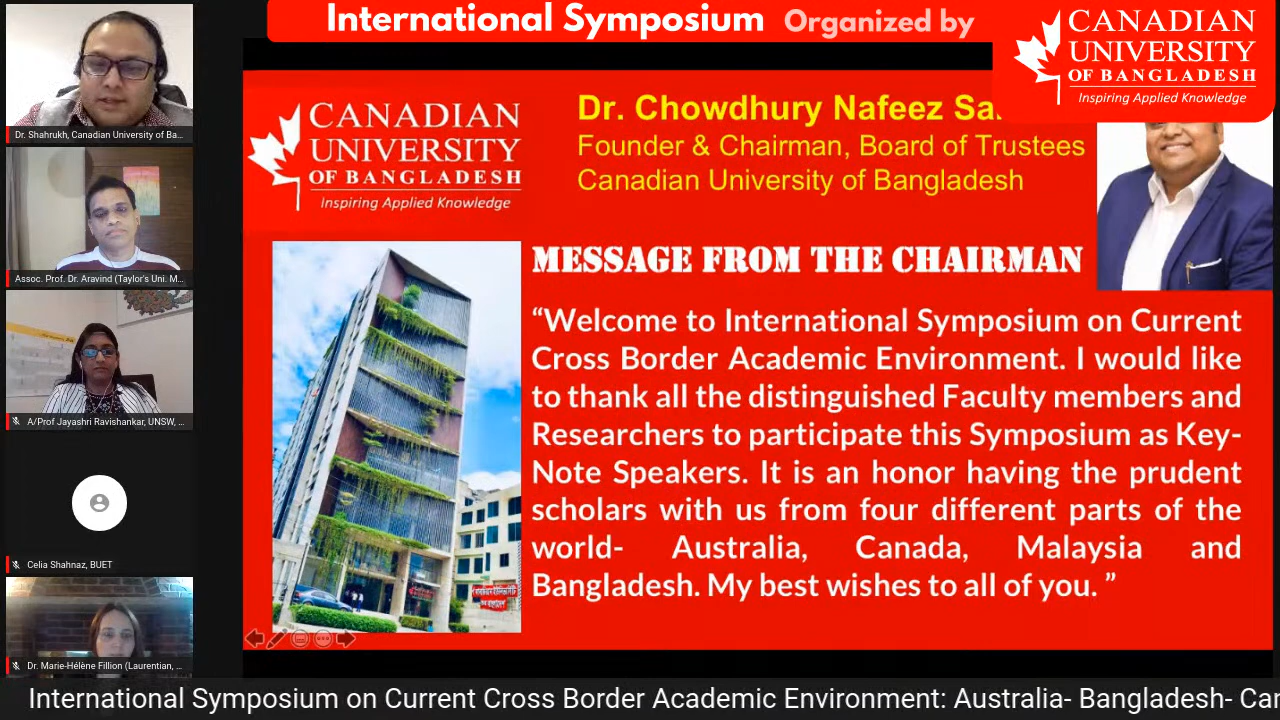 International Symposium Organized by
CANADIAN
UNIVERSITY
OF BANGLADESH
Inspiring Applied Knowledge
Dr. Shahrukh, Canadian University of Ba...
Assoc. Prof. Dr. Aravind (Taylor's Uni. M...
A/Prof Jayashri Ravishankar, UNSW, ...
Celia Shahnaz, BUET
Dr. Marie-Hélène Fillion (Laurentian, ...
CANADIAN
UNIVERSITY
OF BANGLADESH
Inspiring Applied Knowledge
Dr. Chowdhury Nafeez Sa
Founder & Chairman, Board of Trustees
Canadian University of Bangladesh
MESSAGE FROM THE CHAIRMAN
“Welcome to International Symposium on Current
Cross Border Academic Environment. I would like
to thank all the distinguished Faculty members and
Researchers to participate this Symposium as Key-
Note Speakers. It is an honor having the prudent
scholars with us from four different parts of the
world- Australia, Canada, Malaysia and
Bangladesh. My best wishes to all of you. ”
International Symposium on Current Cross Border Academic Environment: Australia- Bangladesh- Ca